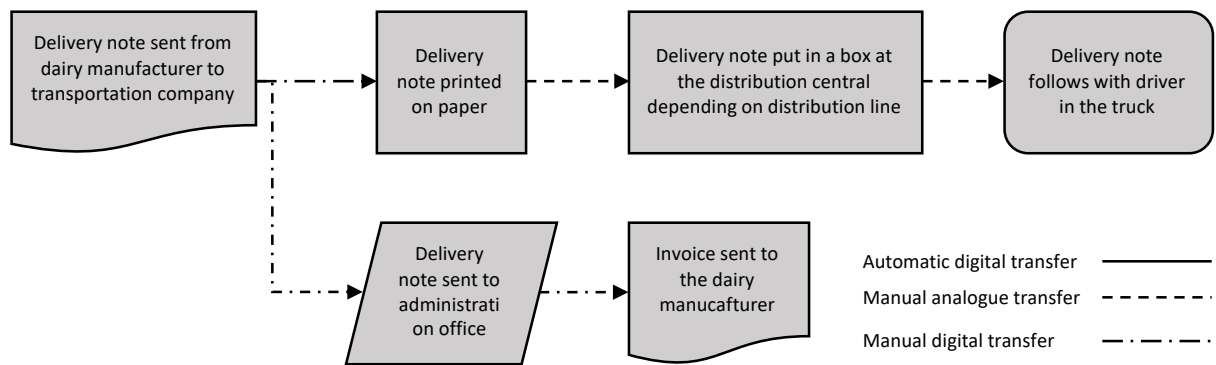 Delivery note sent from
dairy manufacturer to
transportation company
Delivery
note printed
on paper
Delivery note put in a box at
the distribution central
depending on distribution line
Delivery note
follows with driver
in the truck
Delivery
note sent to
administrati
on office
Invoice sent to
the dairy
manucafturer
Automatic digital transfer
Manual analogue transfer
Manual digital transfer